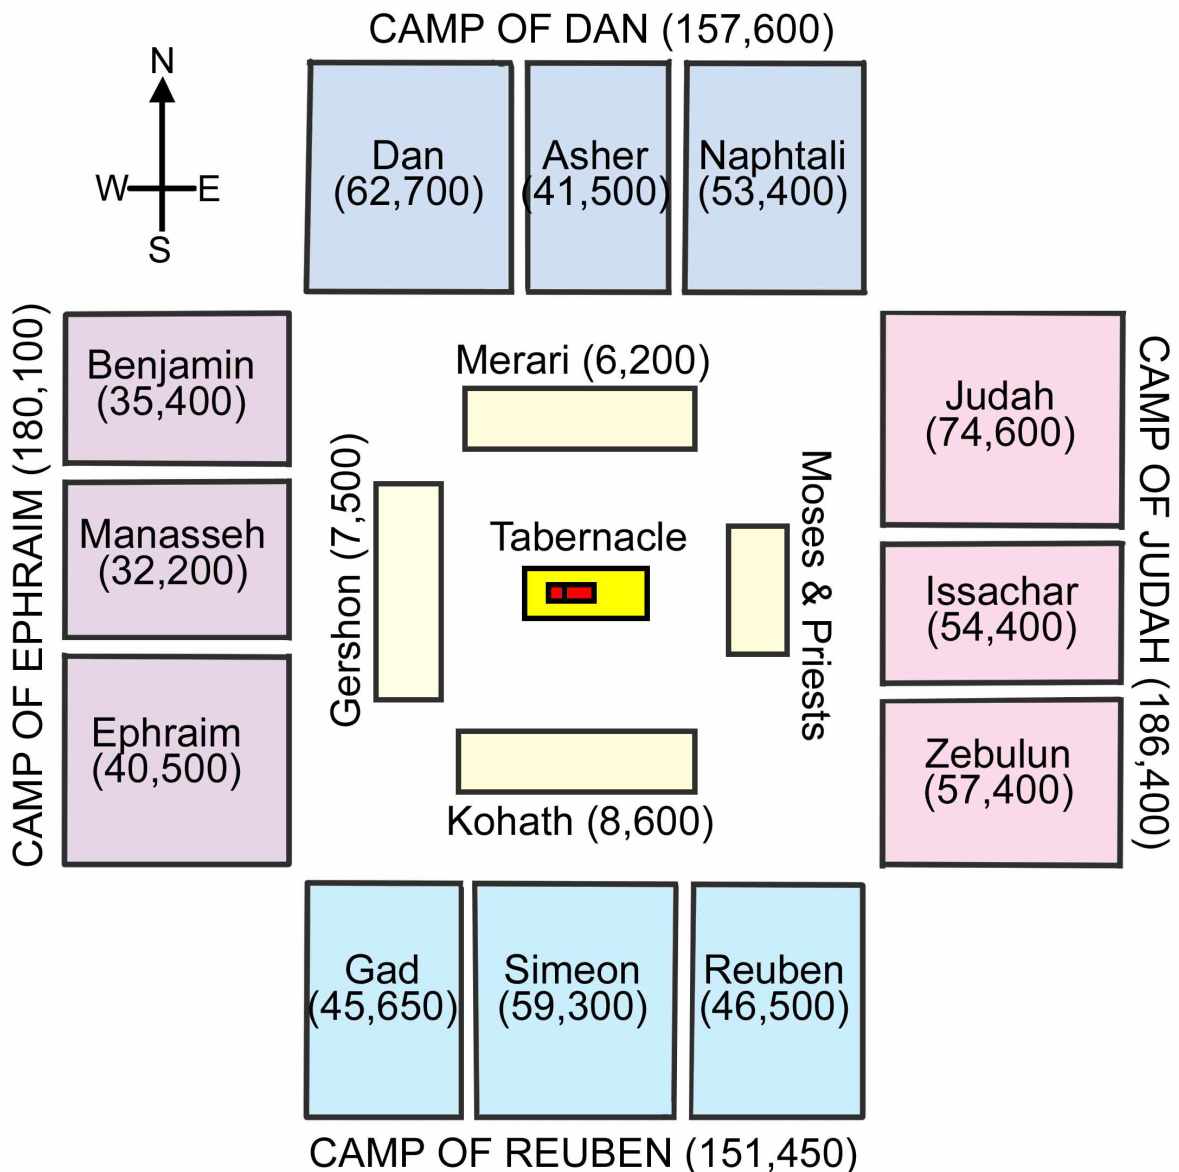 CAMP OF DAN (157,600)
N
W
E
S
Dan
(62,700)
Asher
(41,500)
Naphtali
(53,400)
CAMP OF EPHRAIM (180,100)
Benjamin
(35,400)
Manasseh
(32,200)
Ephraim
(40,500)
Merari (6,200)
Gershon (7,500)
Tabernacle
Moses & Priests
Kohath (8,600)
Judah
(74,600)
Issachar
(54,400)
Zebulun
(57,400)
CAMP OF JUDAH (186,400)
Gad
(45,650)
Simeon
(59,300)
Reuben
(46,500)
CAMP OF REUBEN (151,450)